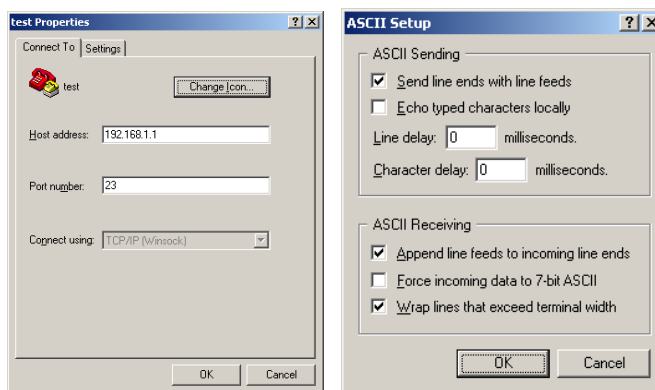 test Properties
Connect To
Settings
test
Change Icon...
Host address:
192.168.1.1
Port number:
23
Connect using:
TCP/IP (Winsock)
OK
Cancel
ASCII Setup
ASCII Sending
Send line ends with line feeds
Echo typed characters locally
Line delay: 0 milliseconds.
Character delay: 0 milliseconds.
ASCII Receiving
Append line feeds to incoming line ends
Force incoming data to 7-bit ASCII
Wrap lines that exceed terminal width
OK
Cancel